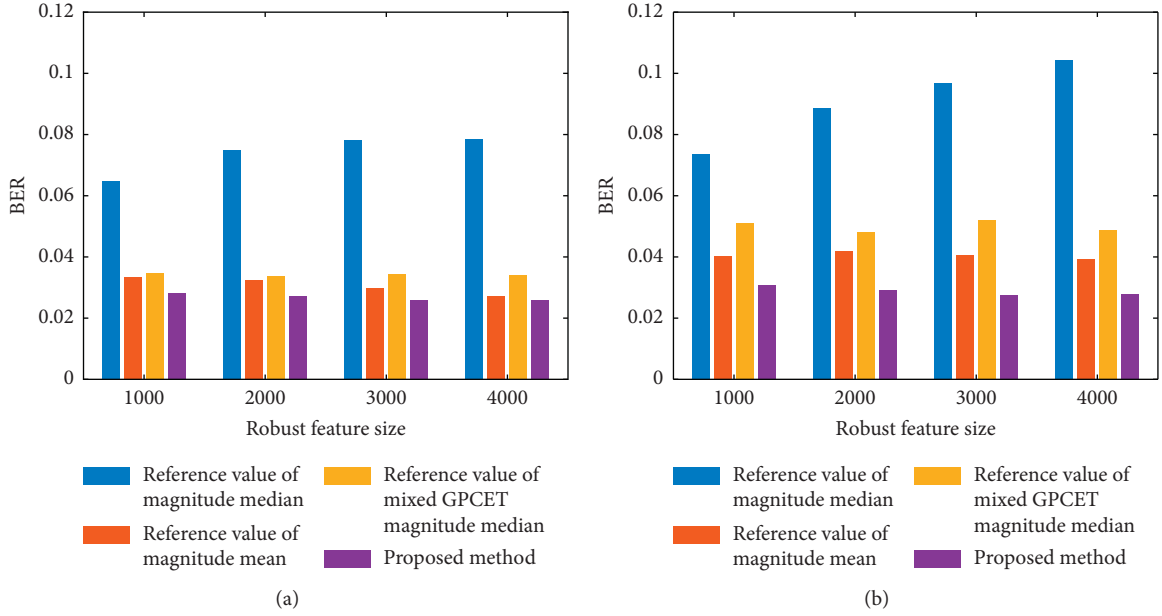 0.12
0.1
0.08
0.06
0.04
0.02
0
BER
1000 2000 3000 4000
Robust feature size
Reference value of
magnitude median
Reference value of
magnitude mean
Reference value of
mixed GPCET
magnitude median
Proposed method
(a)
0.12
0.1
0.08
0.06
0.04
0.02
0
BER
1000 2000 3000 4000
Robust feature size
Reference value of
magnitude median
Reference value of
magnitude mean
Reference value of
mixed GPCET
magnitude median
Proposed method
(b)